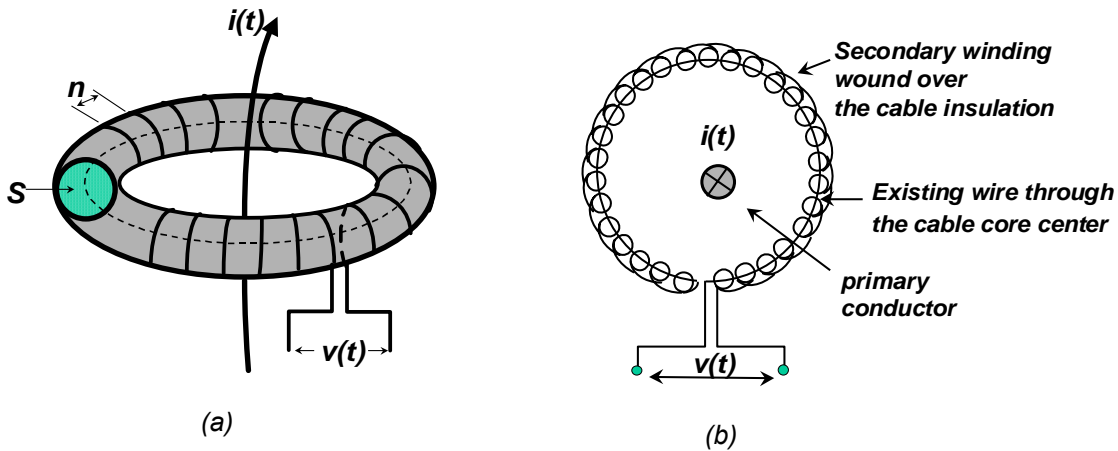 i(t)
n
S
v(t)
(a)
Secondary winding
wound over
the cable insulation
i(t)
Existing wire through
the cable core center
primary
conductor
v(t)
(b)